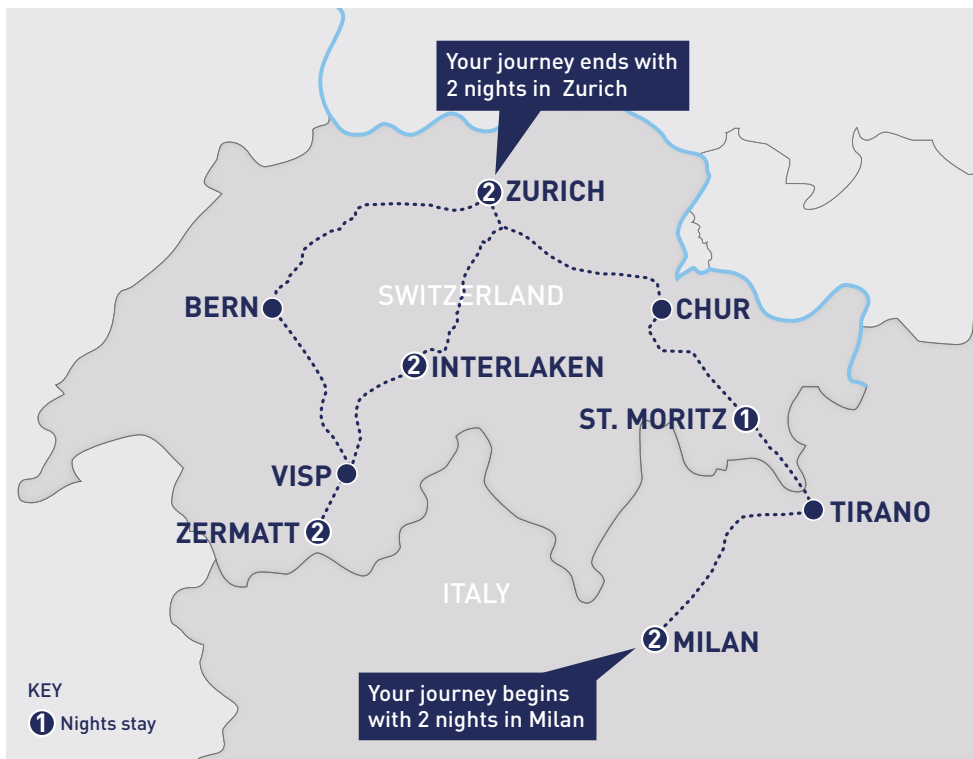 Your journey ends with
2 nights in Zurich
2 ZURICH
SWITZERLAND
BERN
CHUR
2 INTERLAKEN
ST. MORITZ 1
VISP
TIRANO
ZERMATT 2
ITALY
2 MILAN
Your journey begins
with 2 nights in Milan
KEY
1 Nights stay